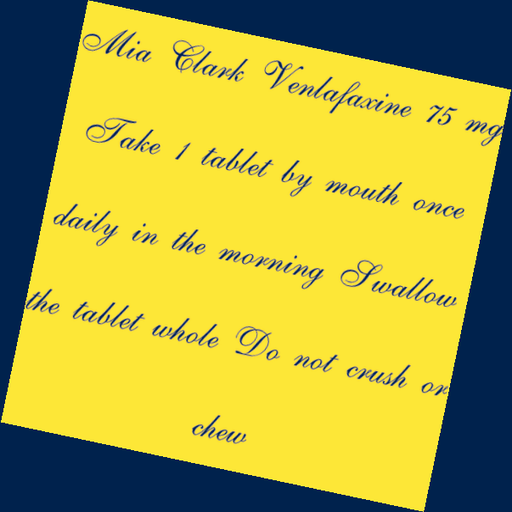 Mia Clark Venlafaxine 75 mg
Take 1 tablet by mouth once
daily in the morning Swallow
the tablet whole Do not crush or
chew